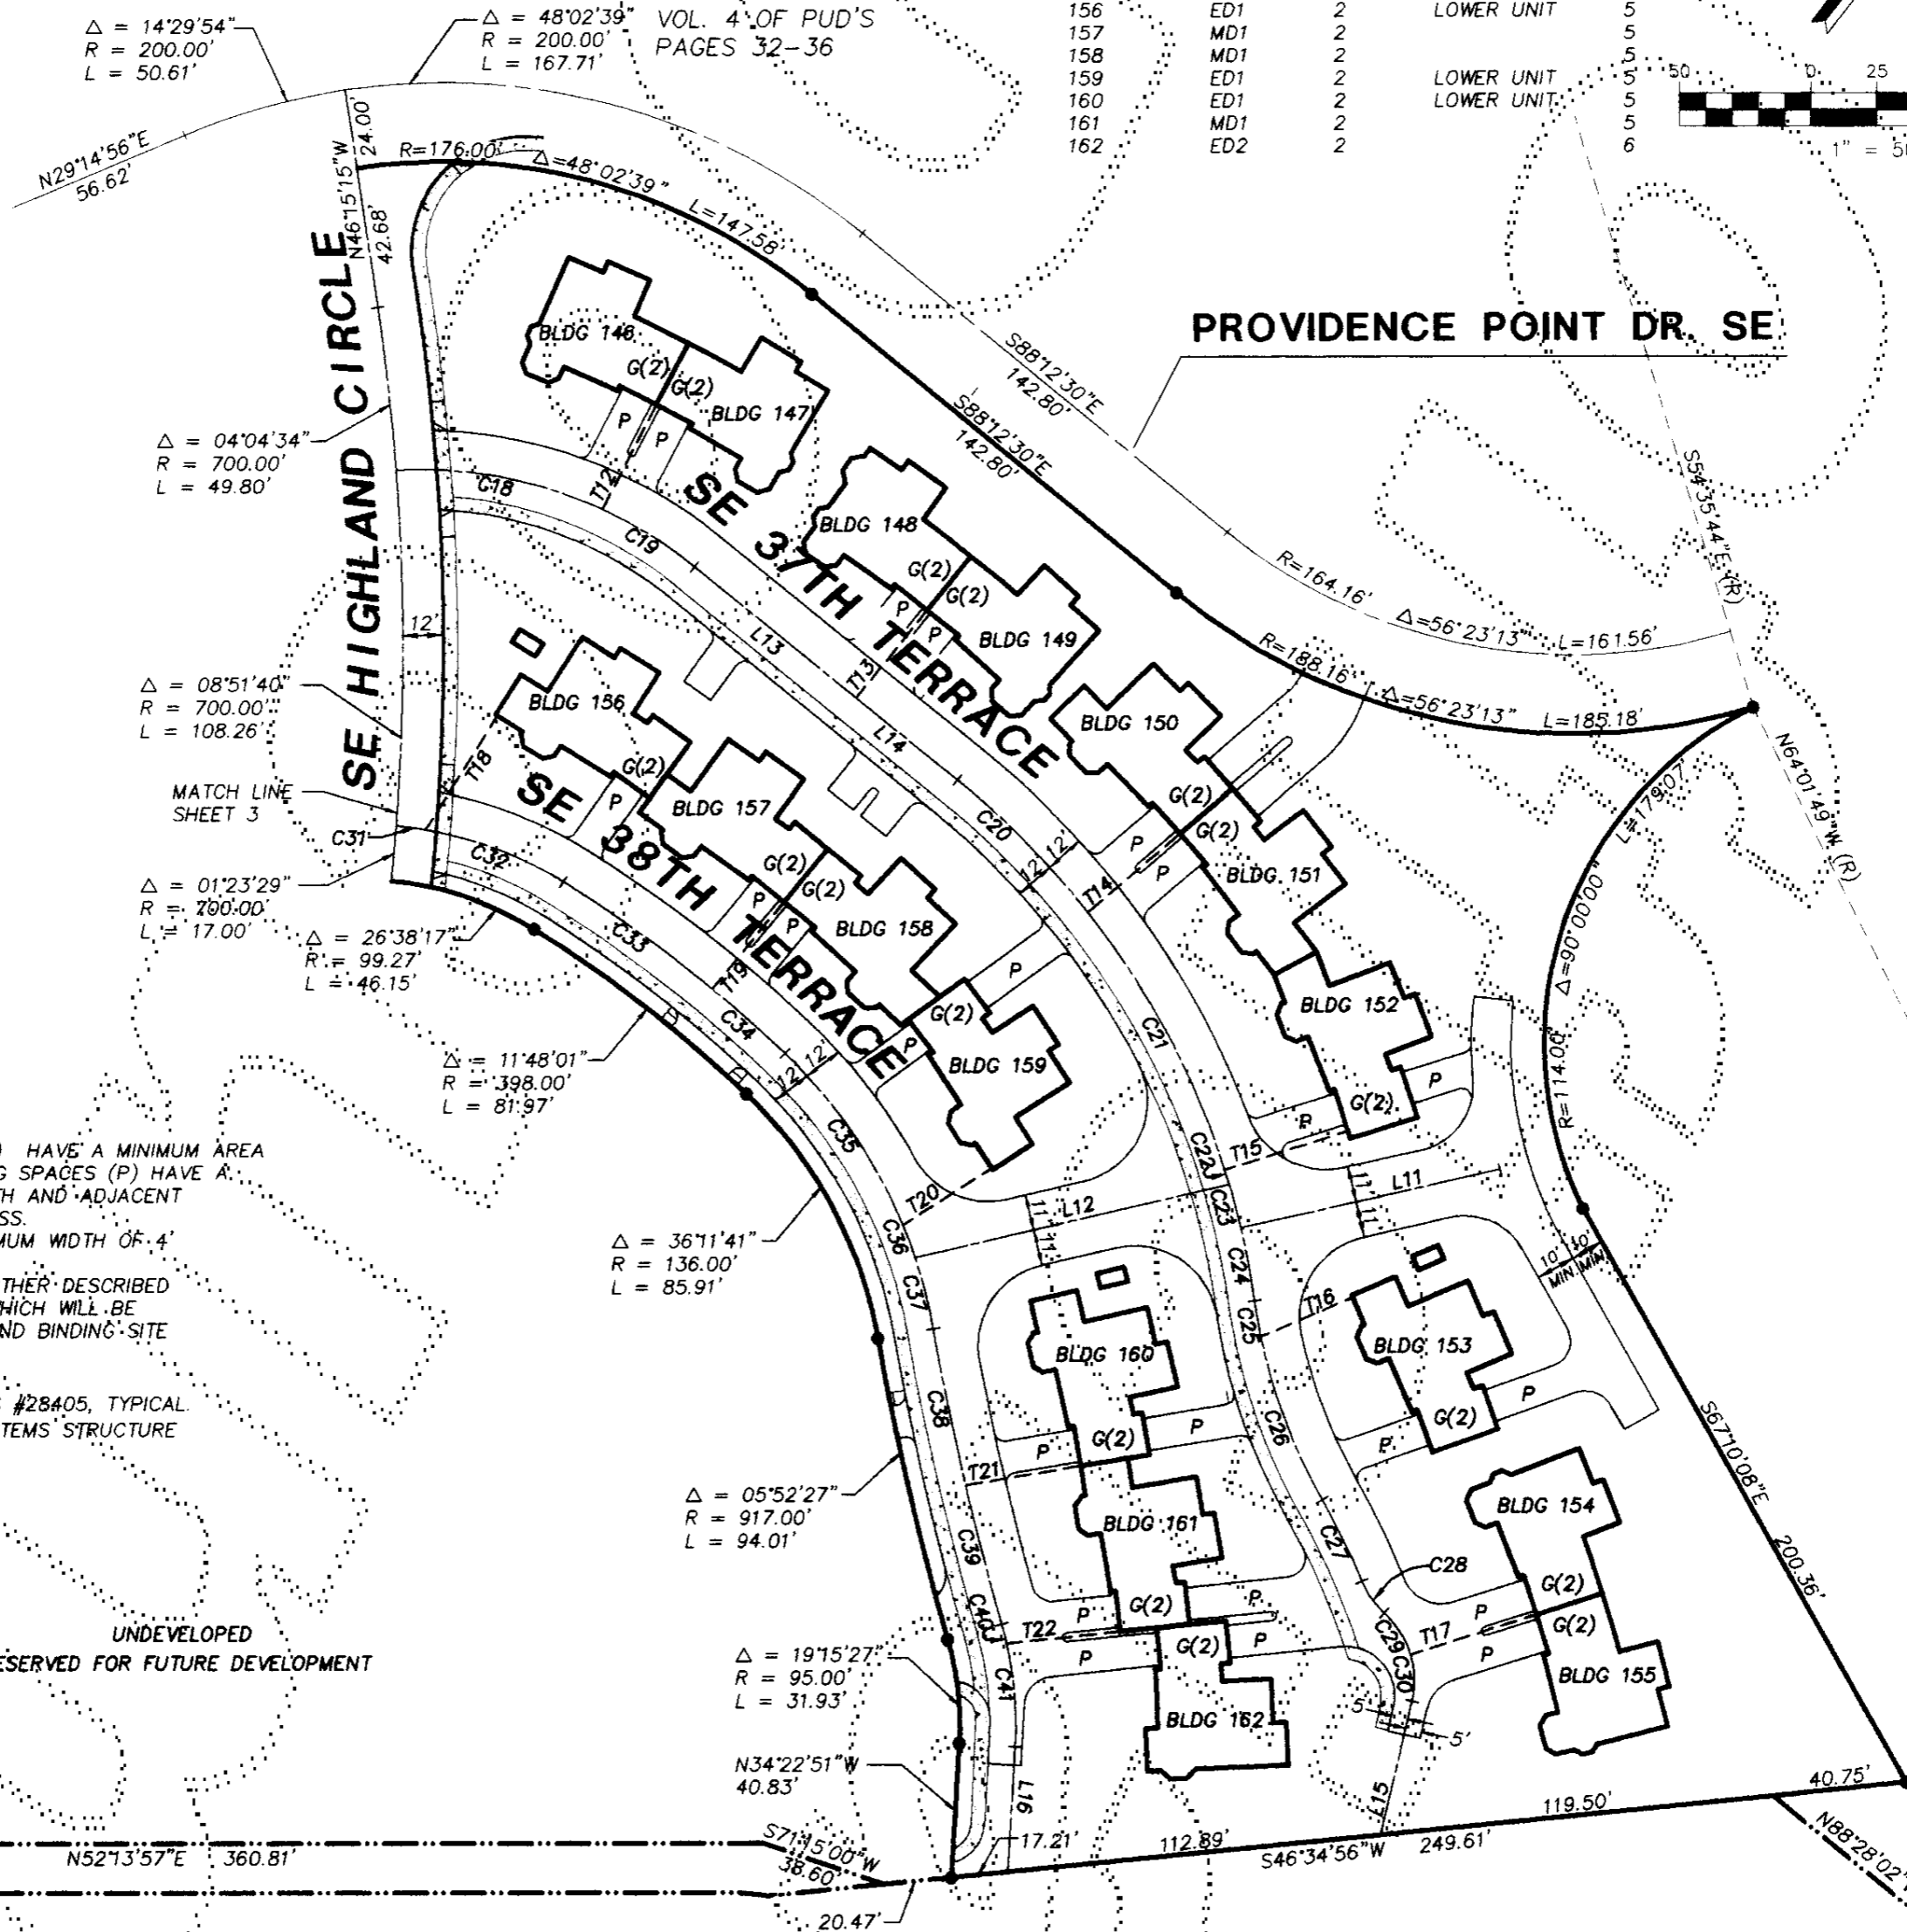 Δ = 14°29'54"
R = 200.00'
L = 50.61'
Δ = 48°02'39"
R = 200.00'
L = 167.71'
VOL. 4 OF PUD'S
PAGES 32-36
156 ED1 2 LOWER UNIT 5
157 MD1 2 5
158 MD1 2 5
159 ED1 2 LOWER UNIT 5
160 ED1 2 LOWER UNIT 5
161 MD1 2 5
162 ED2 2 6
50 0 25
1" =
N29°14'56"E
56.62'
N46°15'15"W
24.00'
42.68'
R=176.00'
Δ=48°02'39"
L=147.58'
SE HIGHLAND CIRCLE
PROVIDENCE POINT DR. SE
S88°12'30"E
142.80'
S88°12'30"E
142.80'
S54°35'44"E (R)
N64°01'49"W (R)
R=164.16'
Δ=56°23'13"
L=161.56'
R=188.16'
Δ=56°23'13"
L=185.18'
L=179.07'
Δ=90°00'00"
R=114.00'
BLDG 146
G(2)
G(2)
BLDG 147
P
P
T12
C18
C19
SE 37TH TERRACE
BLDG 148
G(2)
G(2)
BLDG 149
P
P
L13
T13
L14
BLDG 150
G(2)
G(2)
BLDG 151
P
P
C20
12' 12'
T14
BLDG 152
G(2)
P
P
C21
C22
T15
C23
L11
L12
11'
11'
11'
11'
Δ = 04°04'34"
R = 700.00'
L = 49.80'
12'
Δ = 08°51'40"
R = 700.00'
L = 108.26'
MATCH LINE
SHEET 3
C31
Δ = 01°23'29"
R = 700.00'
L = 17.00'
Δ = 26°38'17"
R = 99.27'
L = 46.15'
BLDG 156
G(2)
T18
P
SE 38TH TERRACE
BLDG 157
G(2)
G(2)
BLDG 158
P
P
P
C32
C33
T19
C34
12' 12'
G(2)
P
BLDG 159
C35
T20
C36
C37
Δ = 11°48'01"
R = 398.00'
L = 81.97'
HAVE A MINIMUM AREA
SPACES (P) HAVE A
AND ADJACENT
WIDTH OF 4'
DESCRIBED
WILL BE
BINDING SITE
#28405, TYPICAL.
STRUCTURE
Δ = 36°11'41"
R = 136.00'
L = 85.91'
C24
C25
T16
10' 10'
MIN. MIN.
BLDG 160
G(2)
P
P
BLDG 153
G(2)
P
P
C26
C38
T21
Δ = 05°52'27"
R = 917.00'
L = 94.01'
BLDG 161
G(2)
P
P
C39
C40
T22
C27
C28
C29
C30
T17
BLDG 154
G(2)
P
G(2)
P
BLDG 155
S67°10'08"E
200.36'
UNDEVELOPED
RESERVED FOR FUTURE DEVELOPMENT
Δ = 19°15'27"
R = 95.00'
L = 31.93'
P
G(2)
P
BLDG 162
C41
5'
5'
N34°22'51"W
40.83'
L16
L15
40.75'
119.50'
17.21'
112.89'
S46°34'56"W 249.61'
S71°15'00"W
38.60'
N52°13'57"E 360.81'
20.47'
N88°28'02"